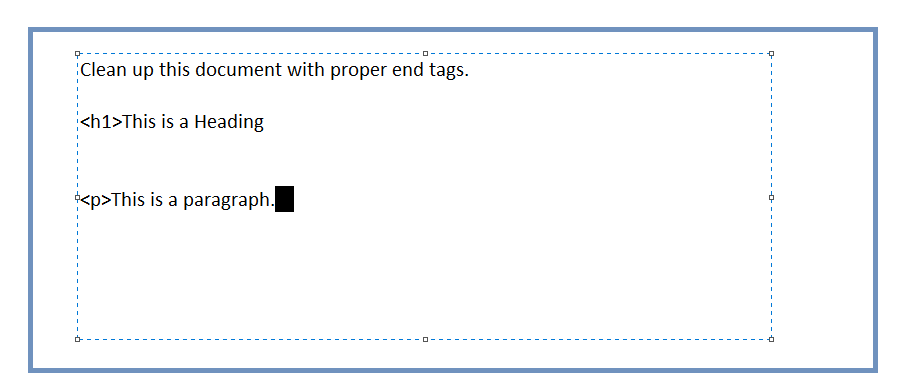 Clean up this document with proper end tags.
<h1>This is a Heading
<p>This is a paragraph.